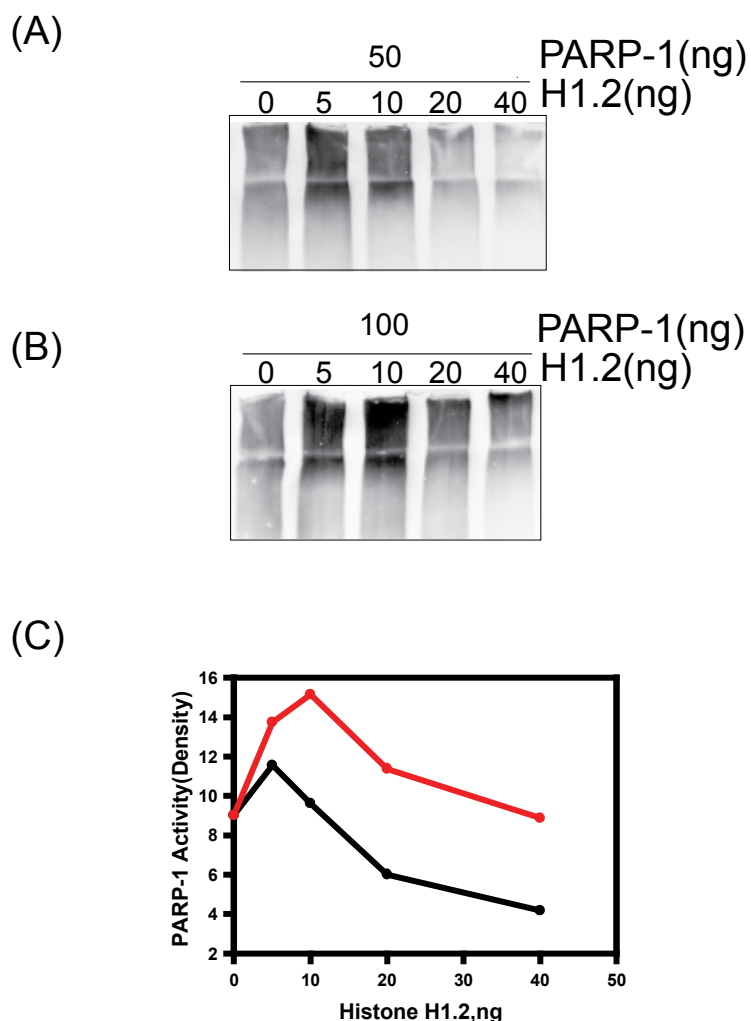 (A)
50 PARP-1(ng)
0 5 10 20 40 H1.2(ng)
(B)
100 PARP-1(ng)
0 5 10 20 40 H1.2(ng)
(C)
16
14
12
10
8
6
4
2
PARP-1 Activity(Density)
0 10 20 30 40 50
Histone H1.2,ng